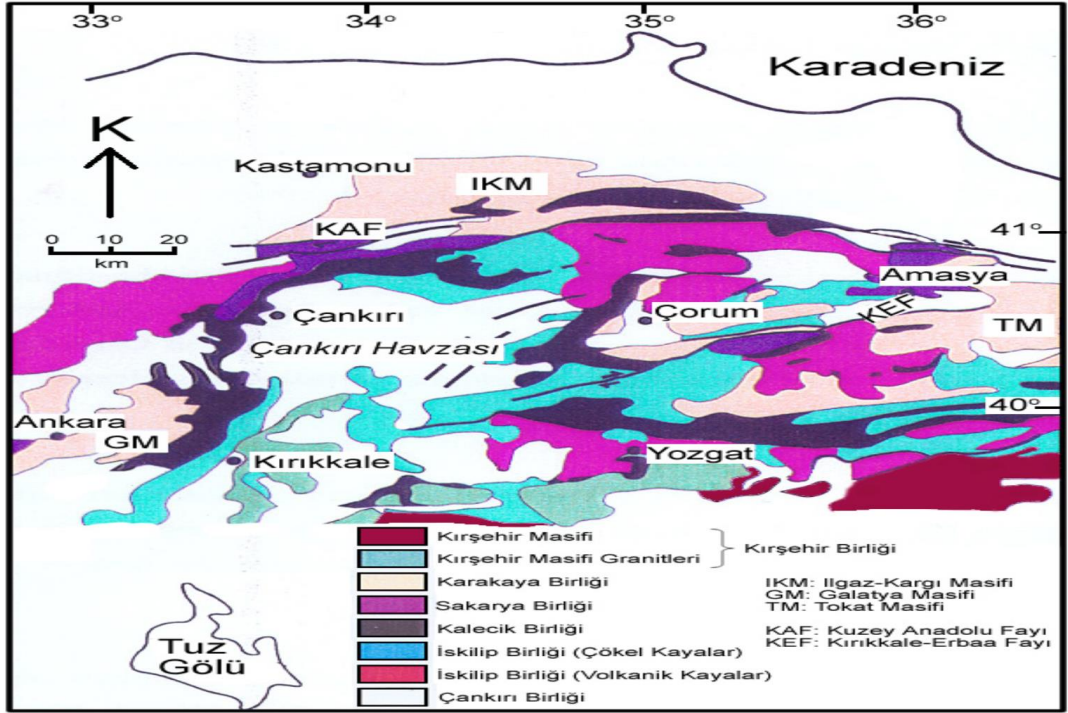 33° 34° 35° 36°
Karadeniz
K
Kastamonu
IKM
KAF
41°
0 10 20
km
Amasya
Çankırı
Çorum
KEF
TM
Çankırı Havzası
40°
Ankara
GM
Kırıkkale
Yozgat
Kırşehir Masifi
Kırşehir Masifi Granitleri
Kırşehir Birliği
Karakaya Birliği
Sakarya Birliği
Kalecik Birliği
İskilip Birliği (Çökel Kayalar)
İskilip Birliği (Volkanik Kayalar)
Çankırı Birliği
IKM: Ilgaz-Kargı Masifi
GM: Galatya Masifi
TM: Tokat Masifi
KAF: Kuzey Anadolu Fayı
KEF: Kırıkkale-Erbaa Fayı
Tuz
Gölü